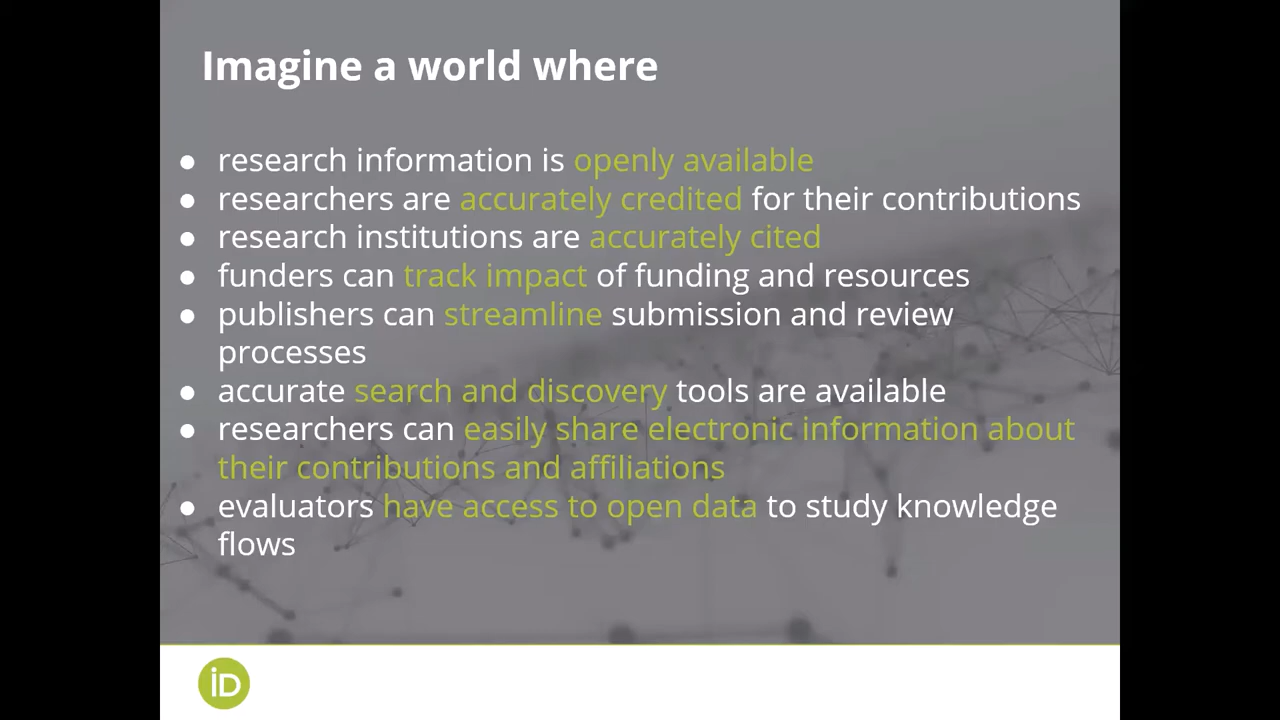 Imagine a world where
● research information is openly available
● researchers are accurately credited for their contributions
● research institutions are accurately cited
● funders can track impact of funding and resources
● publishers can streamline submission and review
processes
● accurate search and discovery tools are available
● researchers can easily share electronic information about
their contributions and affiliations
● evaluators have access to open data to study knowledge
flows
iD